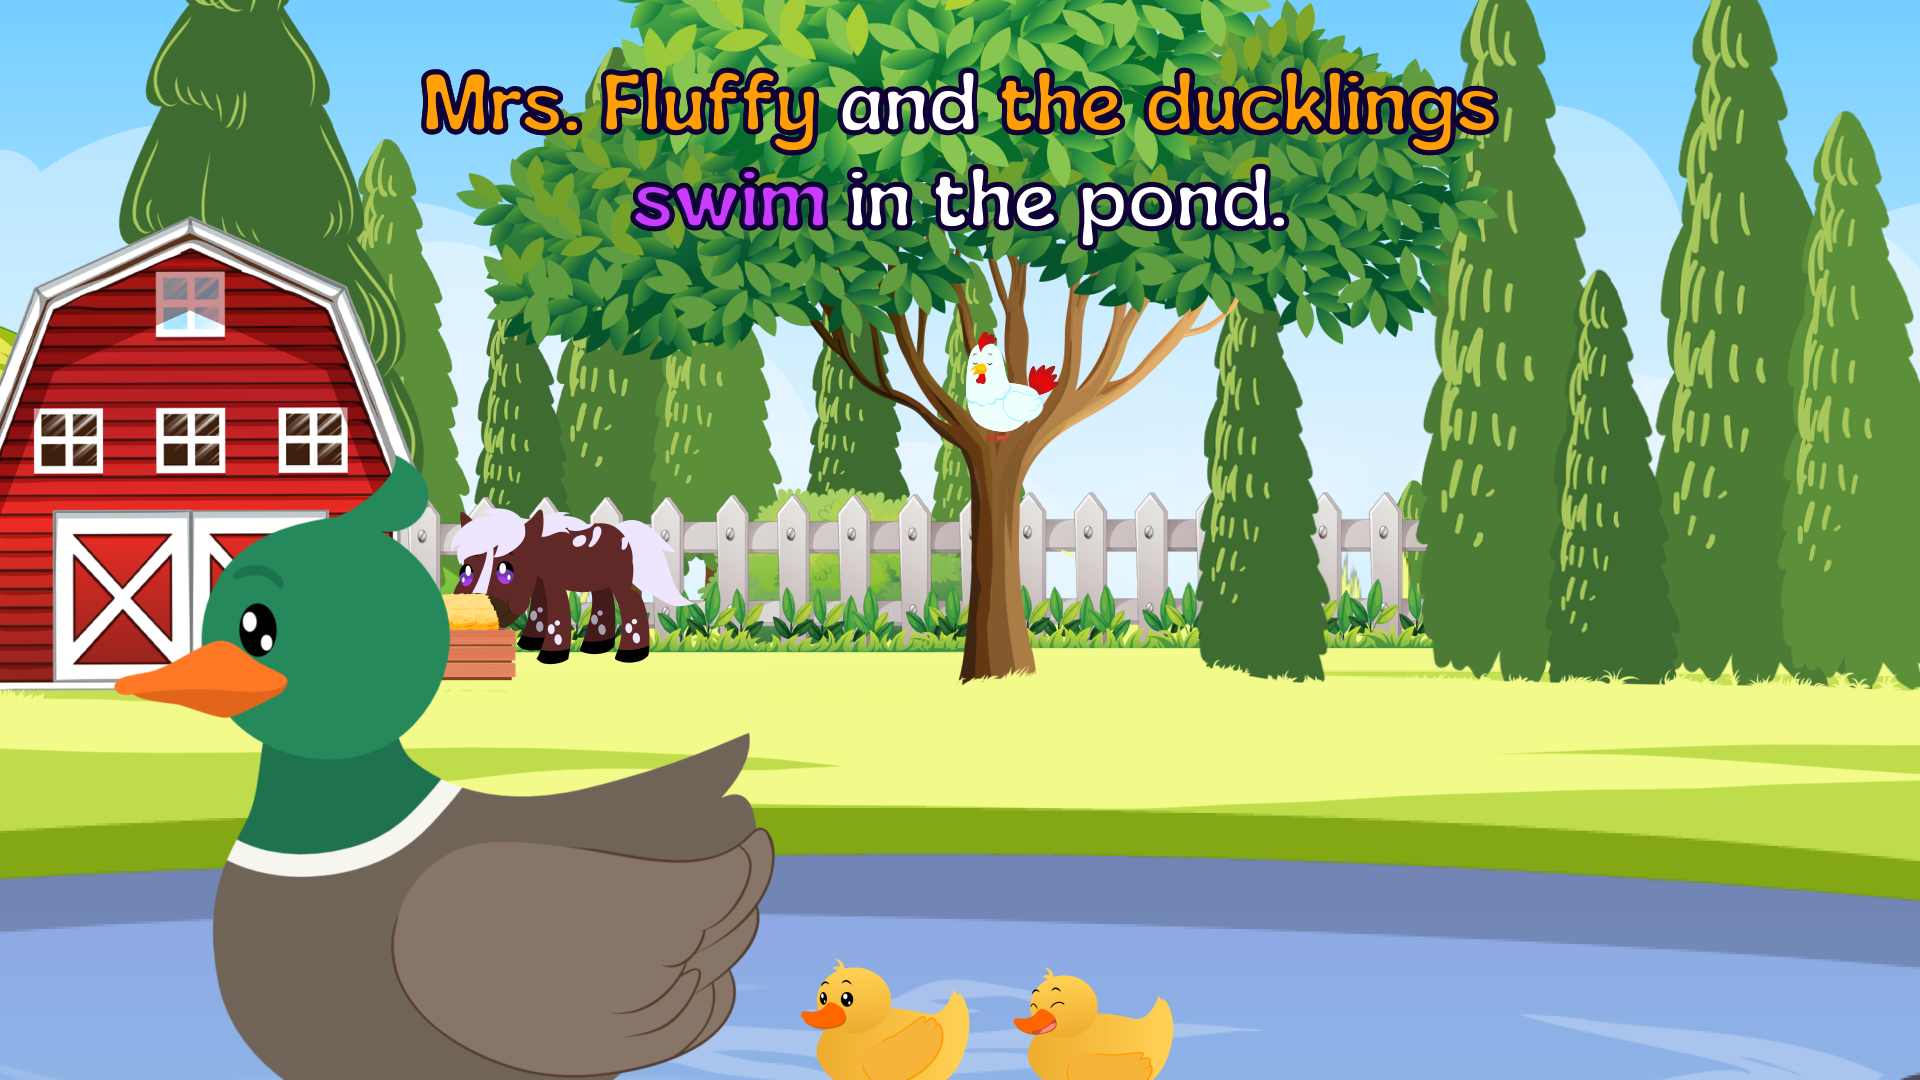 Mrs. Fluffy and the ducklings
swim in the pond.